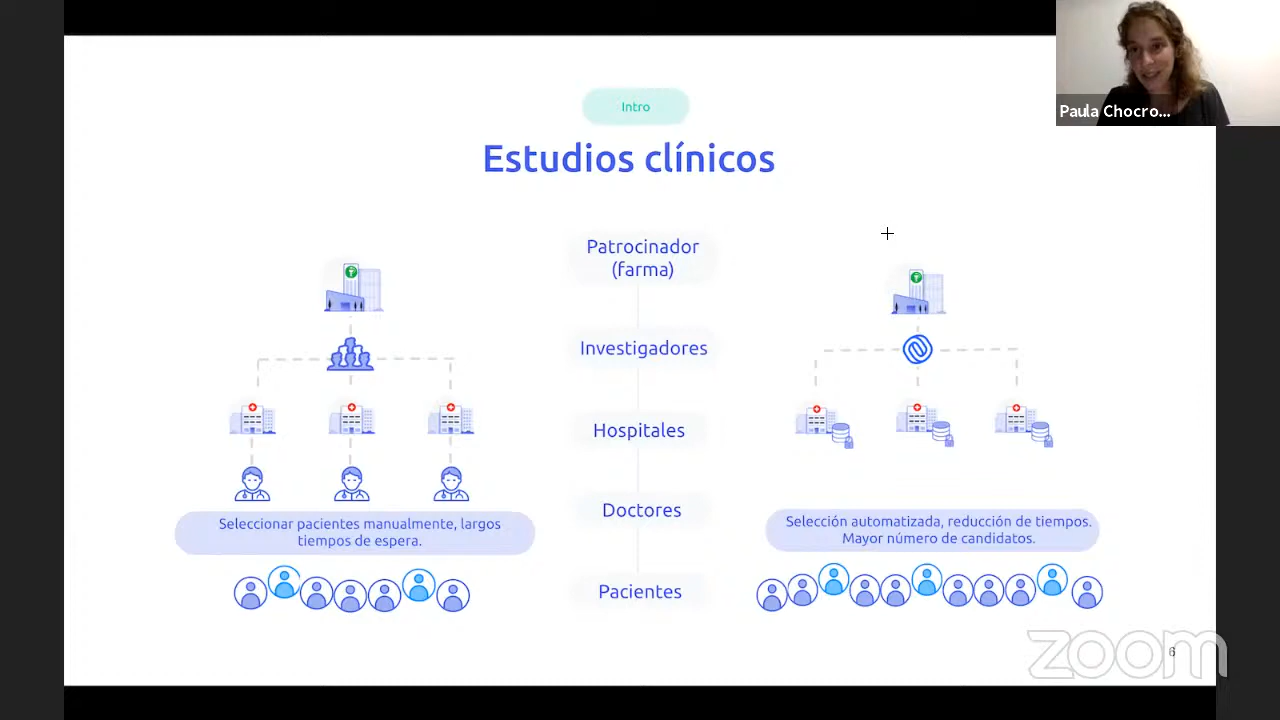 Intro
Estudios clínicos
Paula Chocro...
Patrocinador
(farma)
Investigadores
Hospitales
Doctores
Pacientes
Seleccionar pacientes manualmente, largos
tiempos de espera.
Selección automatizada, reducción de tiempos.
Mayor número de candidatos.
zoom
6